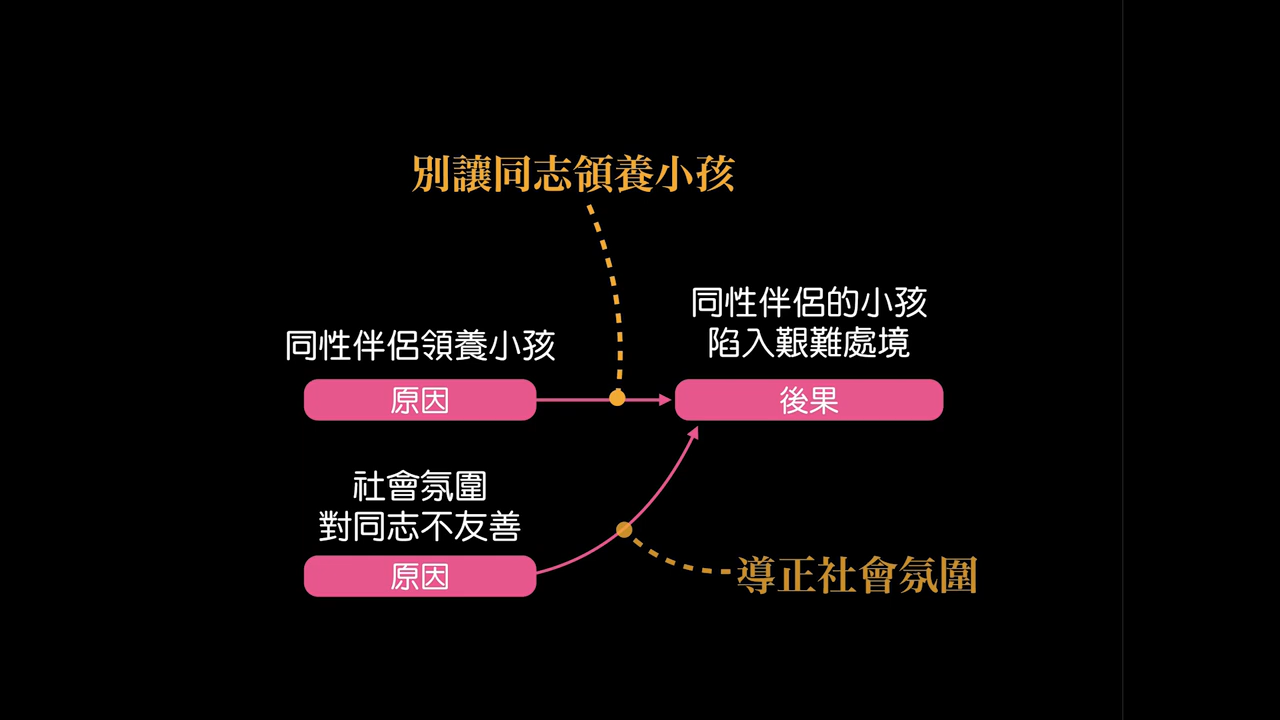 別讓同志領養小孩
同性伴侶領養小孩
原因
同性伴侶的小孩
陷入艱難處境
後果
社會氛圍
對同志不友善
原因
導正社會氛圍